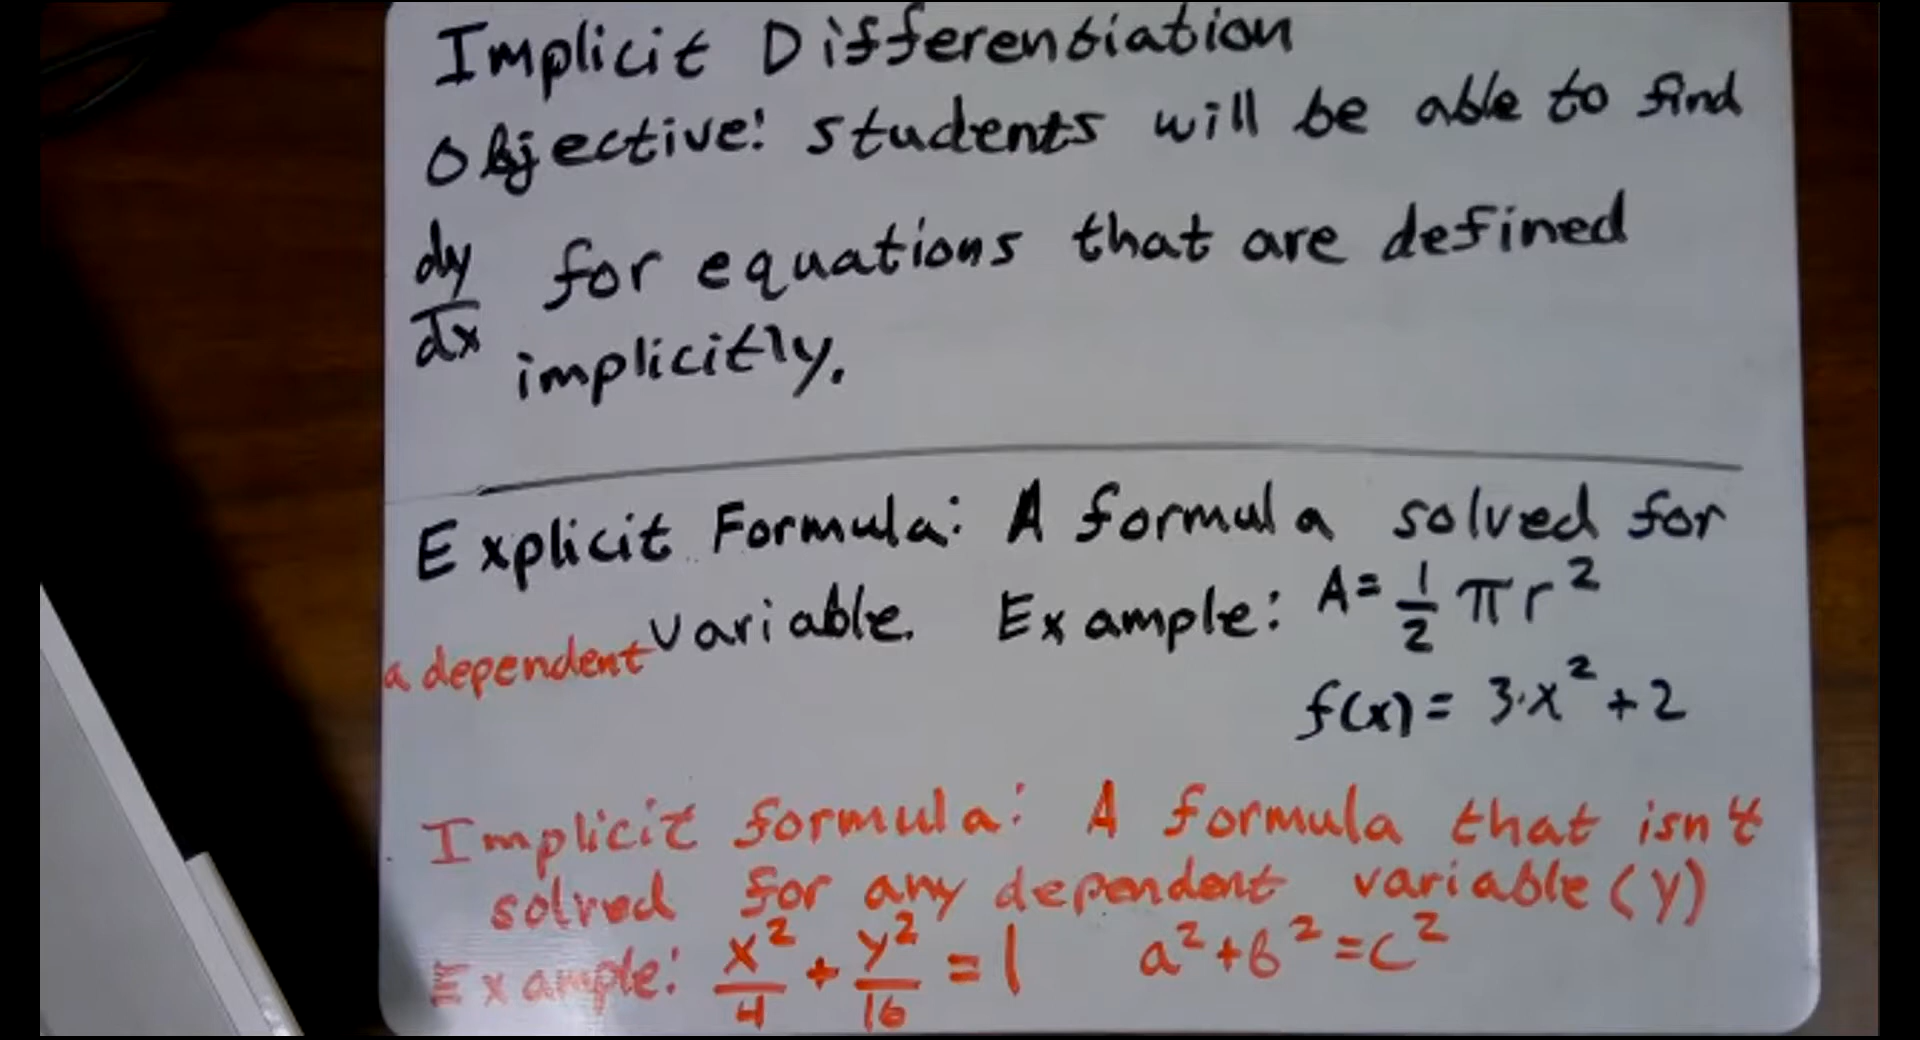 Implicit Differentiation
Objective: students will be able to find
dy/dx for equations that are defined
implicitly.
Explicit Formula: A formula solved for
a dependent variable. Example: A = 1/2 πr²
f(x) = 3·x² + 2
Implicit formula: A formula that isn't
solved for any dependent variable (y)
Example: x²/4 + y²/16 = 1 a² + b² = c²